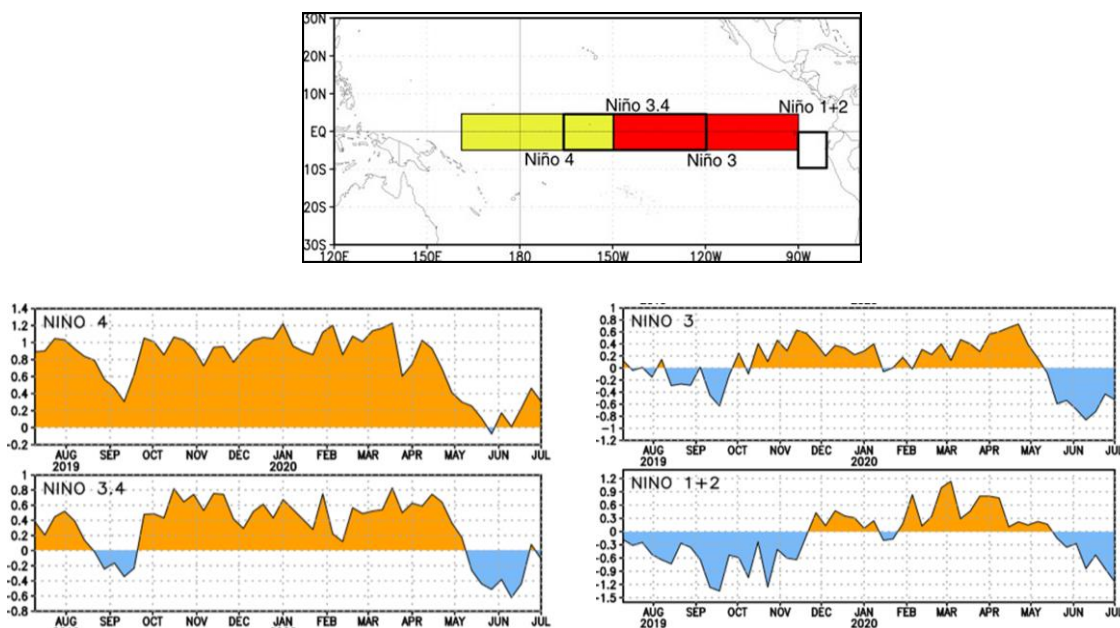 30N
20N
10N
EQ
10S
20S
30S
120E 150E 180 150W 120W 90W
Niño 3.4
Niño 1+2
Niño 4
Niño 3
NINO 4
1.4
1.2
1
0.8
0.6
0.4
0.2
0
-0.2
AUG SEP OCT NOV DEC JAN FEB MAR APR MAY JUN JUL
2019 2020
NINO 3
1
0.8
0.6
0.4
0.2
0
-0.2
-0.4
-0.6
-0.8
-1
-1.2
AUG SEP OCT NOV DEC JAN FEB MAR APR MAY JUN JUL
2019 2020
NINO 3.4
1
0.8
0.6
0.4
0.2
0
-0.2
-0.4
-0.6
-0.8
AUG SEP OCT NOV DEC JAN FEB MAR APR MAY JUN JUL
NINO 1+2
1.2
0.9
0.6
0.3
0
-0.3
-0.6
-0.9
-1.2
-1.5
AUG SEP OCT NOV DEC JAN FEB MAR APR MAY JUN JUL
2019 2020